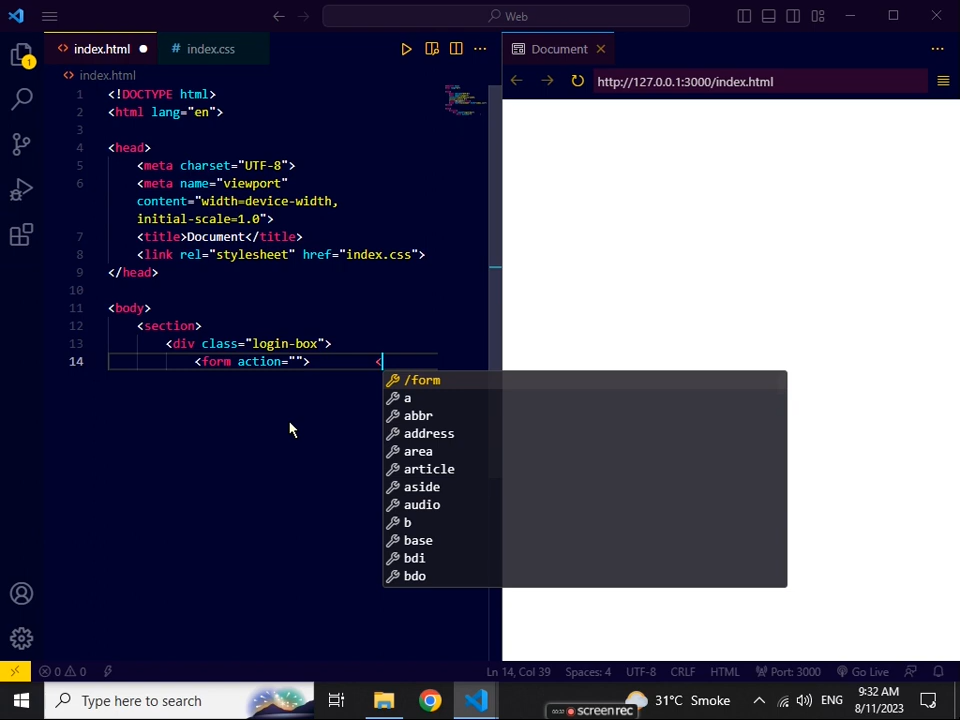 Web
index.html
index.css
Document
index.html
http://127.0.0.1:3000/index.html
1 <!DOCTYPE html>
2 <html lang="en">
3
4 <head>
5 <meta charset="UTF-8">
6 <meta name="viewport"
content="width=device-width,
initial-scale=1.0">
7 <title>Document</title>
8 <link rel="stylesheet" href="index.css">
9 </head>
10
11 <body>
12 <section>
13 <div class="login-box">
14 <form action=""> <
/form
a
abbr
address
area
article
aside
audio
b
base
bdi
bdo
1
0 0
Ln 14, Col 39
Spaces: 4
UTF-8
CRLF
HTML
Port: 3000
Go Live
Type here to search
31°C Smoke
ENG
9:32 AM
8/11/2023
screenrec